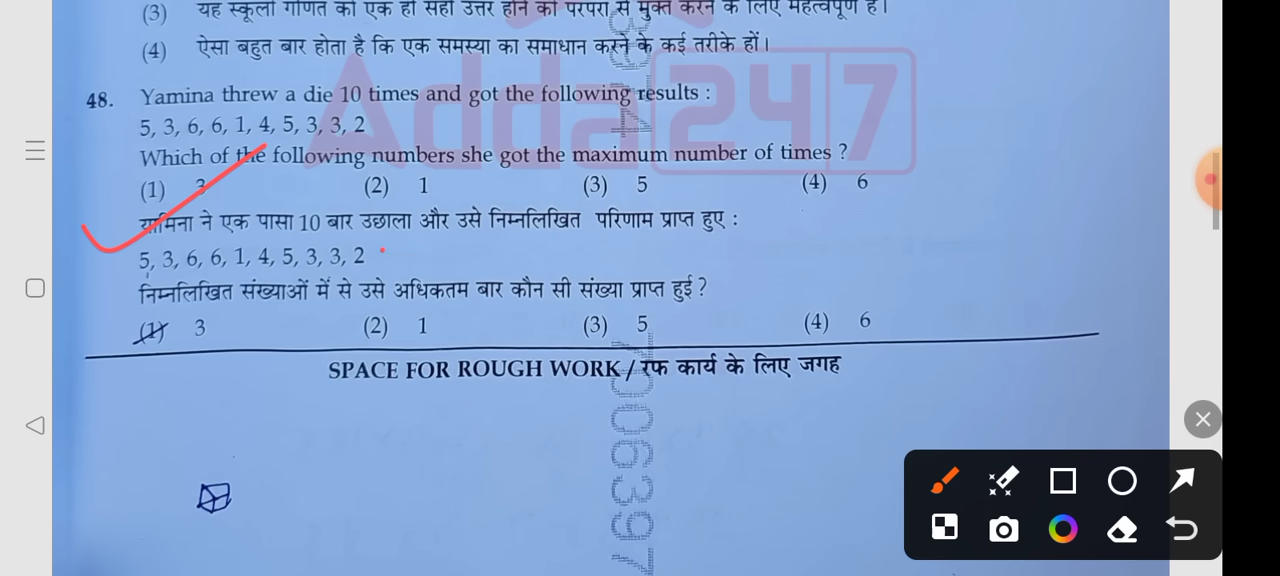 (3) यह स्कूली गणित को एक ही सही उत्तर होने की परंपरा से मुक्त करने के लिए महत्वपूर्ण है।
(4) ऐसा बहुत बार होता है कि एक समस्या का समाधान करने के कई तरीके हों।
Adda 247
48. Yamina threw a die 10 times and got the following results :
5, 3, 6, 6, 1, 4, 5, 3, 3, 2
Which of the following numbers she got the maximum number of times ?
(1) 3 (2) 1 (3) 5 (4) 6
यामिना ने एक पासा 10 बार उछाला और उसे निम्नलिखित परिणाम प्राप्त हुए :
5, 3, 6, 6, 1, 4, 5, 3, 3, 2
निम्नलिखित संख्याओं में से उसे अधिकतम बार कौन सी संख्या प्राप्त हुई ?
(1) 3 (2) 1 (3) 5 (4) 6
SPACE FOR ROUGH WORK / रफ कार्य के लिए जगह